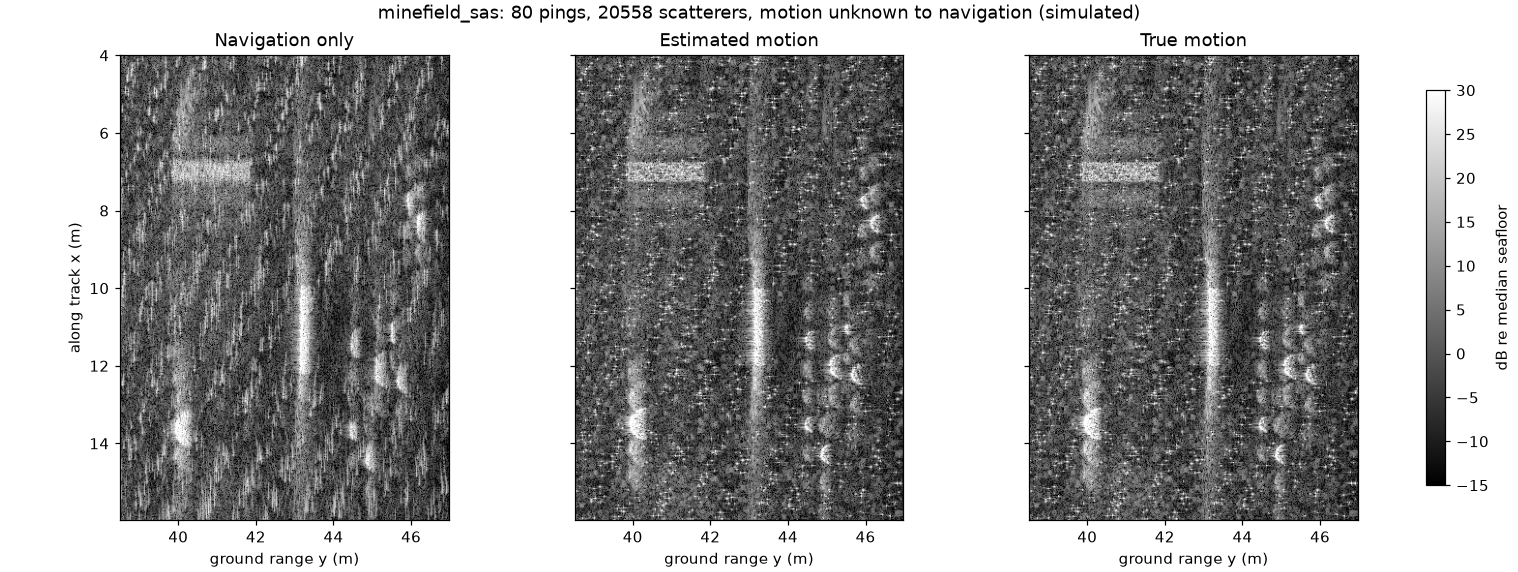 minefield_sas: 80 pings, 20558 scatterers, motion unknown to navigation (simulated)
Navigation only
Estimated motion
True motion
4
6
8
10
12
14
along track x (m)
40 42 44 46
40 42 44 46
40 42 44 46
ground range y (m)
ground range y (m)
ground range y (m)
30
25
20
15
10
5
0
−5
−10
−15
dB re median seafloor